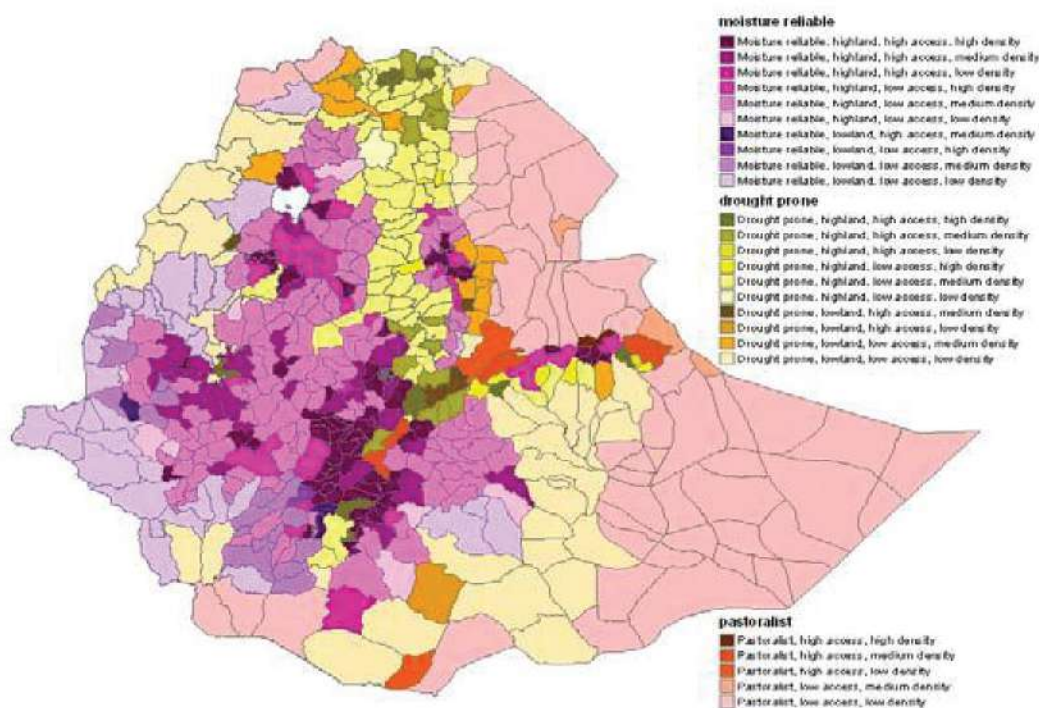 moisture reliable
Moisture reliable, highland, high access, high density
Moisture reliable, highland, high access, medium density
Moisture reliable, highland, high access, low density
Moisture reliable, highland, low access, high density
Moisture reliable, highland, low access, medium density
Moisture reliable, highland, low access, low density
Moisture reliable, lowland, high access, medium density
Moisture reliable, lowland, low access, high density
Moisture reliable, lowland, low access, medium density
Moisture reliable, lowland, low access, low density
drought prone
Drought prone, highland, high access, high density
Drought prone, highland, high access, medium density
Drought prone, highland, high access, low density
Drought prone, highland, low access, high density
Drought prone, highland, low access, medium density
Drought prone, highland, low access, low density
Drought prone, lowland, high access, medium density
Drought prone, lowland, high access, low density
Drought prone, lowland, low access, medium density
Drought prone, lowland, low access, low density
pastoralist
Pastoralist, high access, high density
Pastoralist, high access, medium density
Pastoralist, high access, low density
Pastoralist, low access, medium density
Pastoralist, low access, low density